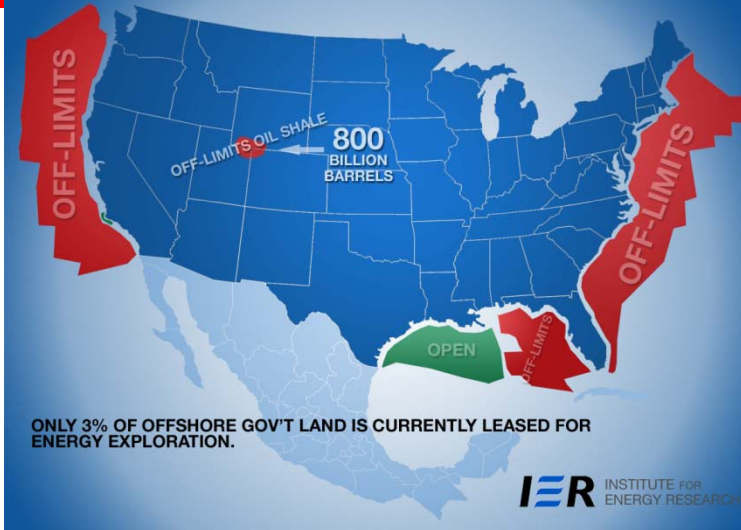 OFF-LIMITS
OFF-LIMITS OIL SHALE
800
BILLION
BARRELS
OFF-LIMITS
OPEN
OFF-LIMITS
ONLY 3% OF OFFSHORE GOV'T LAND IS CURRENTLY LEASED FOR
ENERGY EXPLORATION.
IER INSTITUTE FOR
ENERGY RESEARCH